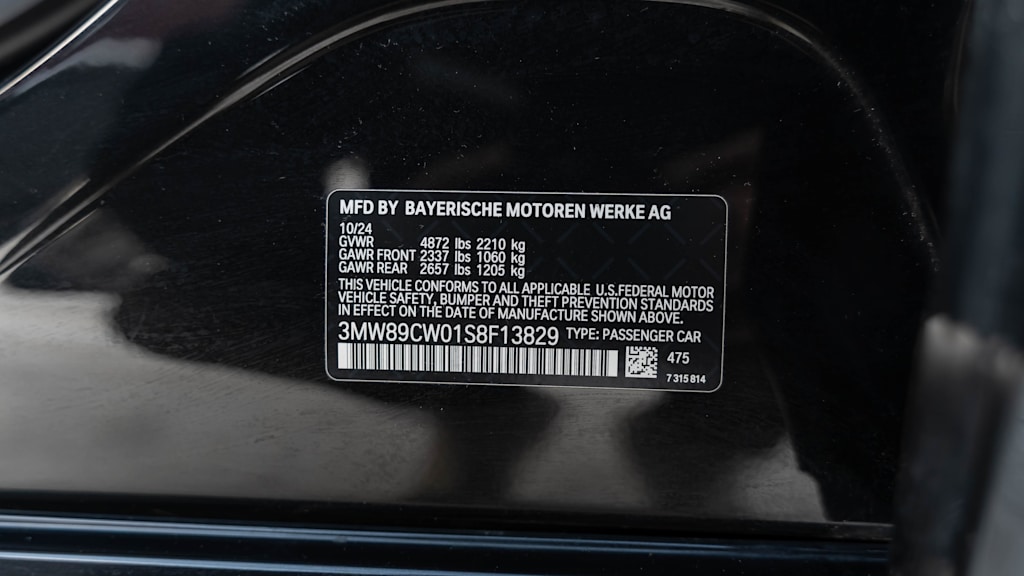 MFD BY BAYERISCHE MOTOREN WERKE AG
10/24
GVWR 4872 lbs 2210 kg
GAWR FRONT 2337 lbs 1060 kg
GAWR REAR 2657 lbs 1205 kg
THIS VEHICLE CONFORMS TO ALL APPLICABLE U.S.FEDERAL MOTOR
VEHICLE SAFETY, BUMPER AND THEFT PREVENTION STANDARDS
IN EFFECT ON THE DATE OF MANUFACTURE SHOWN ABOVE.
3MW89CW01S8F13829 TYPE: PASSENGER CAR
475
7 315 814